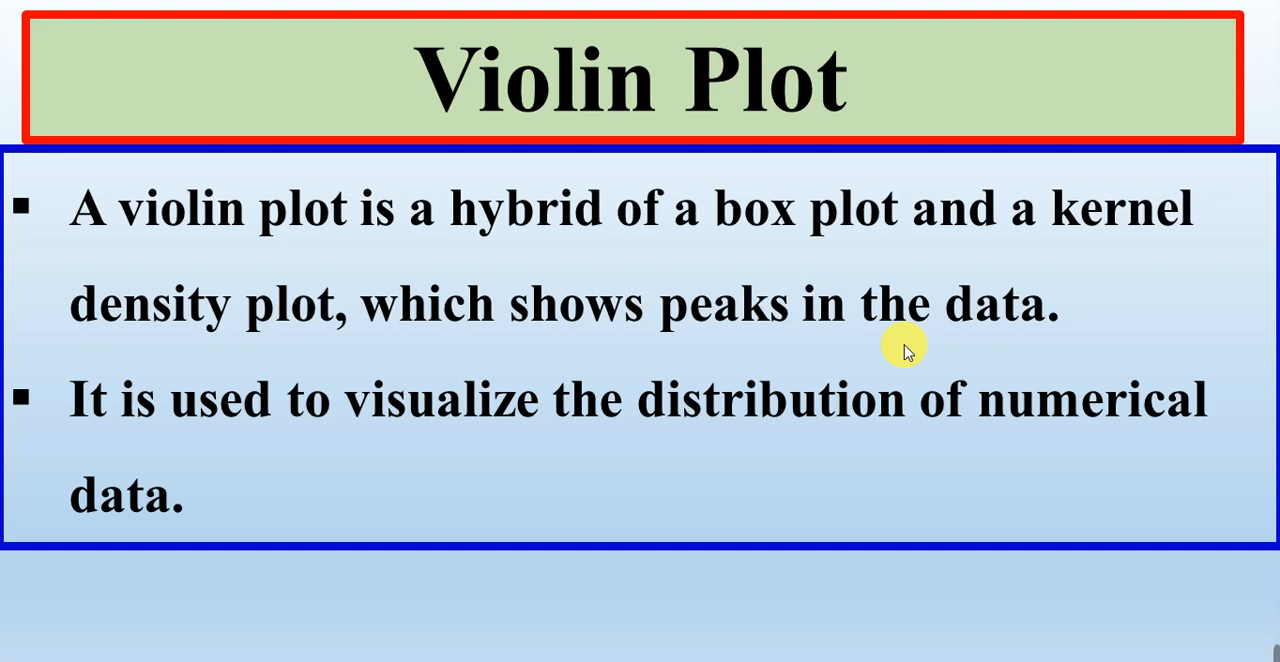 Violin Plot
▪ A violin plot is a hybrid of a box plot and a kernel
density plot, which shows peaks in the data.
▪ It is used to visualize the distribution of numerical
data.